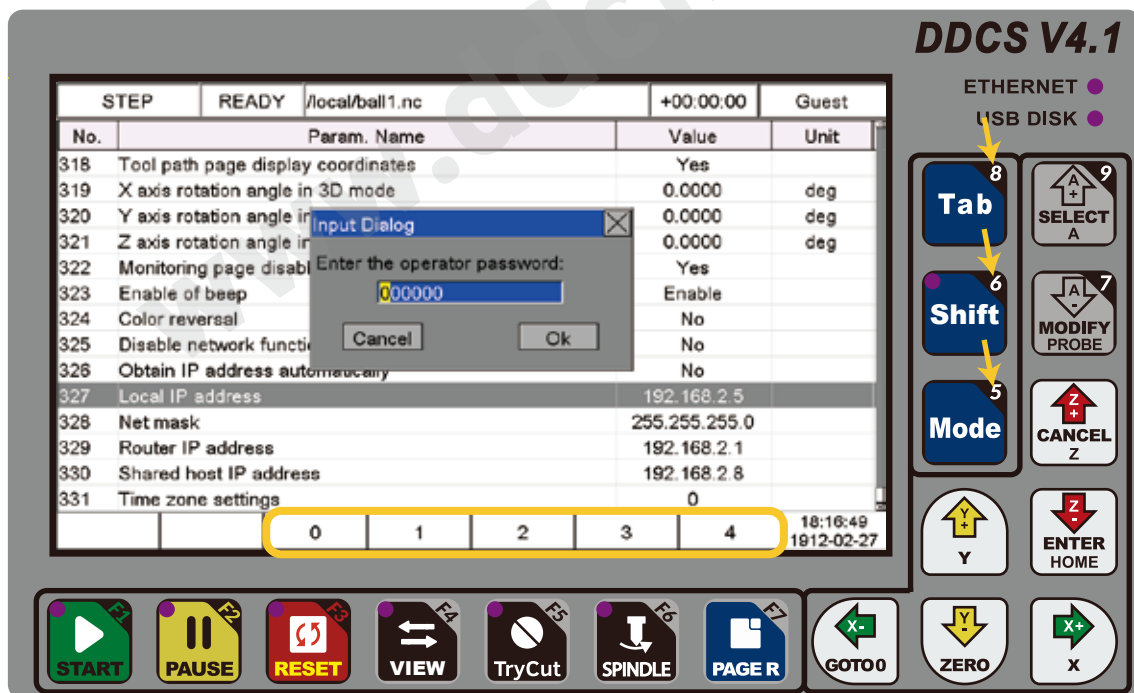 DDCS V4.1
ETHERNET
USB DISK
STEP READY /local/ball1.nc +00:00:00 Guest
No. Param. Name Value Unit
318 Tool path page display coordinates Yes
319 X axis rotation angle in 3D mode 0.0000 deg
320 Y axis rotation angle in 0.0000 deg
321 Z axis rotation angle in 0.0000 deg
322 Monitoring page disabl Yes
323 Enable of beep Enable
324 Color reversal No
325 Disable network functi No
326 Obtain IP address automatically No
327 Local IP address 192.168.2.5
328 Net mask 255.255.255.0
329 Router IP address 192.168.2.1
330 Shared host IP address 192.168.2.8
331 Time zone settings 0
Input Dialog
Enter the operator password:
000000
Cancel Ok
0 1 2 3 4 18:16:49
1912-02-27
8
Tab
9
A
+
SELECT
A
6
Shift
7
A
-
MODIFY
PROBE
5
Mode
Z
+
CANCEL
Z
Y
+
Y
Z
-
ENTER
HOME
F1
START
F2
PAUSE
F3
RESET
F4
VIEW
F5
TryCut
F6
SPINDLE
F7
PAGE R
X-
GOTO0
Y
-
ZERO
X+
X
www.ddc